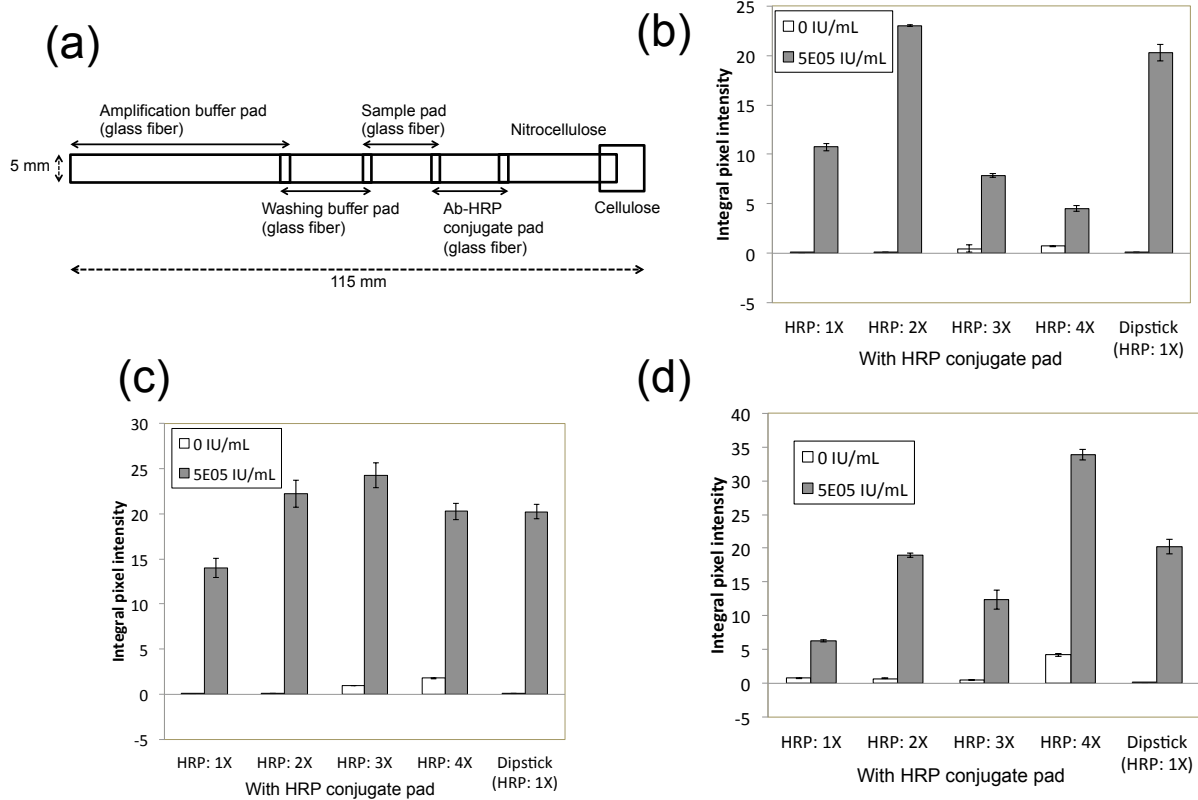 (a)
Amplification buffer pad
(glass fiber)
Sample pad
(glass fiber)
Nitrocellulose
5 mm
Washing buffer pad
(glass fiber)
Ab-HRP
conjugate pad
(glass fiber)
Cellulose
115 mm
(b)
Integral pixel intensity
25
20
15
10
5
0
-5
0 IU/mL
5E05 IU/mL
HRP: 1X HRP: 2X HRP: 3X HRP: 4X Dipstick
(HRP: 1X)
With HRP conjugate pad
(c)
Integral pixel intensity
30
25
20
15
10
5
0
-5
0 IU/mL
5E05 IU/mL
HRP: 1X HRP: 2X HRP: 3X HRP: 4X Dipstick
(HRP: 1X)
With HRP conjugate pad
(d)
Integral pixel intensity
40
35
30
25
20
15
10
5
0
-5
0 IU/mL
5E05 IU/mL
HRP: 1X HRP: 2X HRP: 3X HRP: 4X Dipstick
(HRP: 1X)
With HRP conjugate pad